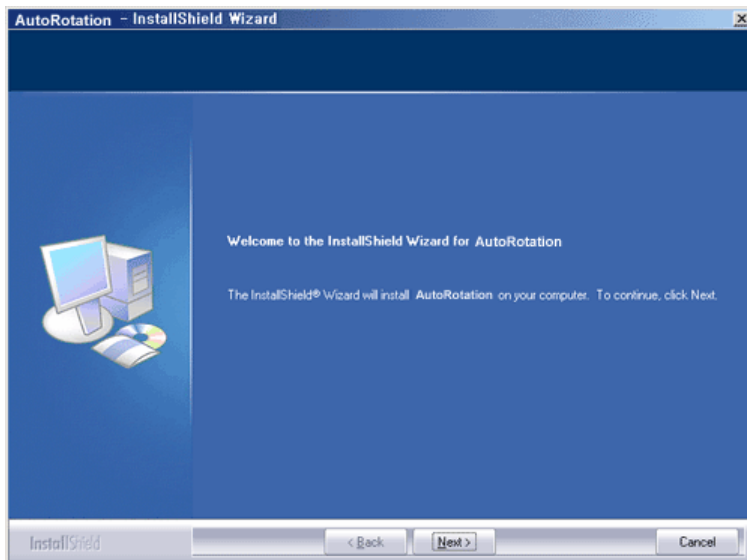 AutoRotation - InstallShield Wizard
Welcome to the InstallShield Wizard for AutoRotation
The InstallShield® Wizard will install AutoRotation on your computer. To continue, click Next.
InstallShield
< Back
Next >
Cancel